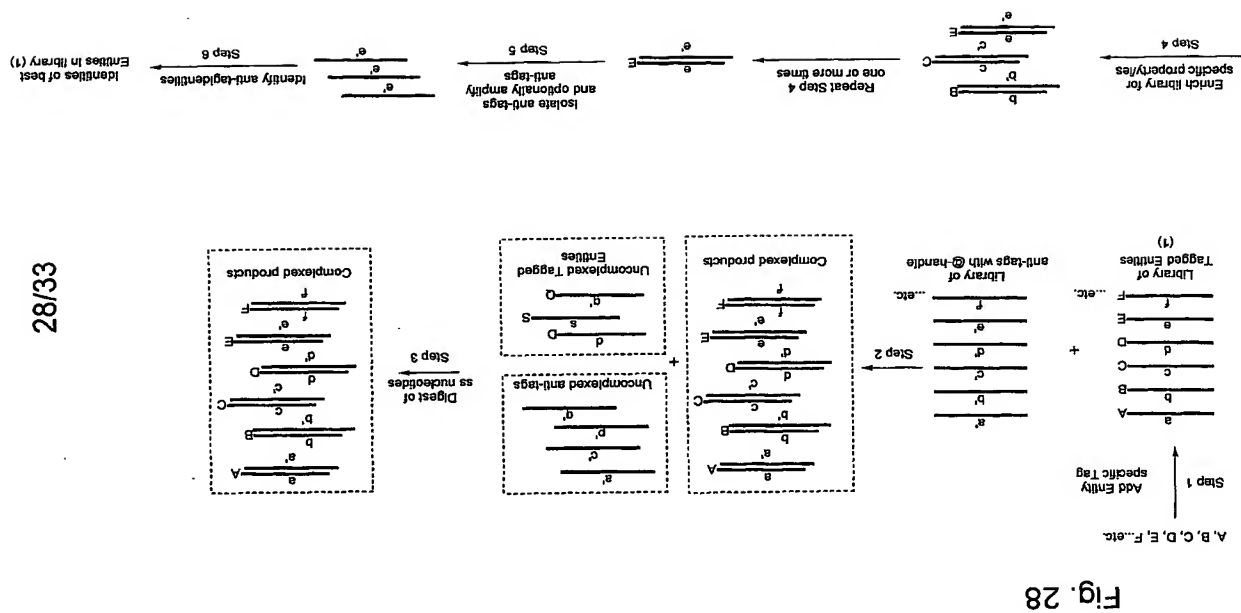 Fig. 28
28/33
A, B, C, D, E, F...etc.
Step 1
Add Entity
specific Tag
a A
b B
c C
d D
e E
f F
...etc.
Library of
Tagged Entities
(1)
+
a'
b'
c'
d'
e'
f'
...etc.
Library of
anti-tags with @-handle
Step 2
a A
a'
b B
b'
c C
c'
d D
d'
e E
e'
f F
f'
Complexed products
+
a'
c'
p'
q'
Uncomplexed anti-tags
d D
s S
q' Q
Uncomplexed Tagged
Entities
Digest of
ss nucleotides
Step 3
a A
a'
b B
b'
c C
c'
d D
d'
e E
e'
f F
f'
Complexed products
Enrich library for
specific property/ies
Step 4
b B
b'
c C
c'
e E
e'
Repeat Step 4
one or more times
e E
e'
Isolate anti-tags
and optionally amplify
anti-tags
Step 5
e'
e'
e'
Identify anti-tagidentities
Step 6
Identities of best
Entities in library (1)